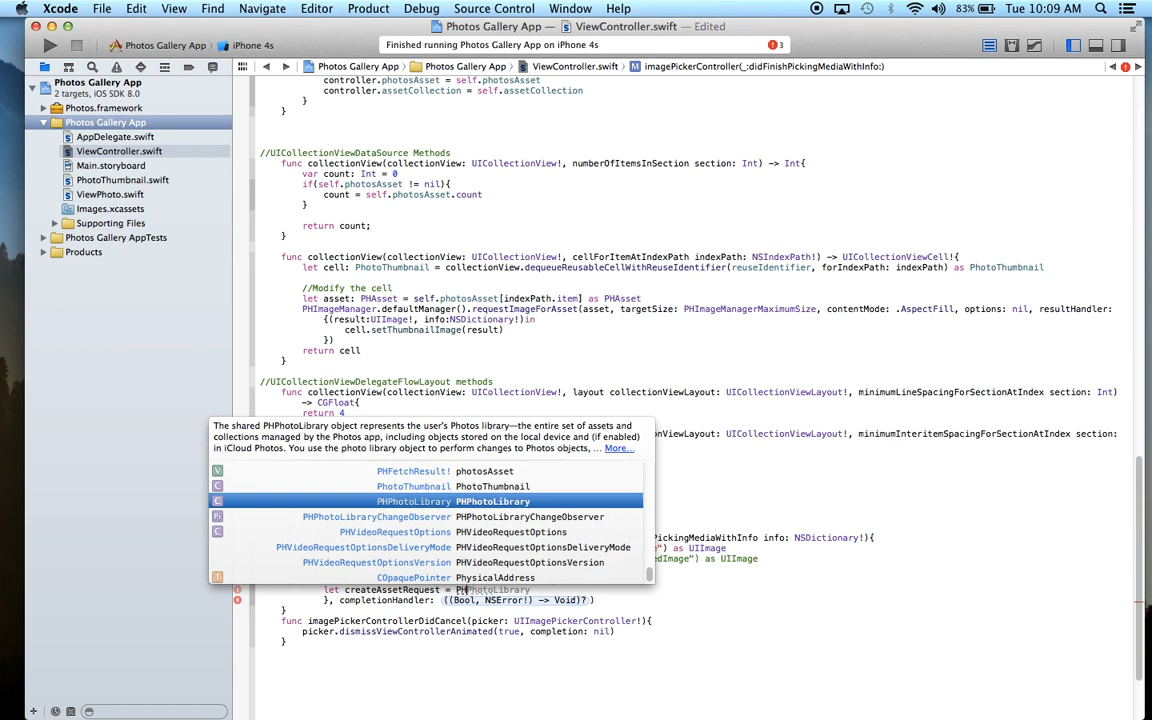 Xcode File Edit View Find Navigate Editor Product Debug Source Control Window Help 83% Tue 10:09 AM
Photos Gallery App — ViewController.swift — Edited
Photos Gallery App iPhone 4s Finished running Photos Gallery App on iPhone 4s 3
Photos Gallery App Photos Gallery App ViewController.swift imagePickerController(_:didFinishPickingMediaWithInfo:)
Photos Gallery App
2 targets, iOS SDK 8.0
Photos.framework
Photos Gallery App
AppDelegate.swift
ViewController.swift
Main.storyboard
PhotoThumbnail.swift
ViewPhoto.swift
Images.xcassets
Supporting Files
Photos Gallery AppTests
Products
controller.photosAsset = self.photosAsset
controller.assetCollection = self.assetCollection
}
}
//UICollectionViewDataSource Methods
func collectionView(collectionView: UICollectionView!, numberOfItemsInSection section: Int) -> Int{
var count: Int = 0
if(self.photosAsset != nil){
count = self.photosAsset.count
}
return count;
}
func collectionView(collectionView: UICollectionView!, cellForItemAtIndexPath indexPath: NSIndexPath!) -> UICollectionViewCell!{
let cell: PhotoThumbnail = collectionView.dequeueReusableCellWithReuseIdentifier(reuseIdentifier, forIndexPath: indexPath) as PhotoThumbnail
//Modify the cell
let asset: PHAsset = self.photosAsset[indexPath.item] as PHAsset
PHImageManager.defaultManager().requestImageForAsset(asset, targetSize: PHImageManagerMaximumSize, contentMode: .AspectFill, options: nil, resultHandler:
{(result:UIImage!, info:NSDictionary!)in
cell.setThumbnailImage(result)
})
return cell
}
//UICollectionViewDelegateFlowLayout methods
func collectionView(collectionView: UICollectionView!, layout collectionViewLayout: UICollectionViewLayout!, minimumLineSpacingForSectionAtIndex section: Int)
-> CGFloat{
return 4
UICollectionViewLayout!, minimumInteritemSpacingForSectionAtIndex section:
The shared PHPhotoLibrary object represents the user's Photos library—the entire set of assets and
collections managed by the Photos app, including objects stored on the local device and (if enabled)
in iCloud Photos. You use the photo library object to perform changes to Photos objects, ... More...
V PHFetchResult! photosAsset
C PhotoThumbnail PhotoThumbnail
C PHPhotoLibrary PHPhotoLibrary
Pr PHPhotoLibraryChangeObserver PHPhotoLibraryChangeObserver
C PHVideoRequestOptions PHVideoRequestOptions
PHVideoRequestOptionsDeliveryMode PHVideoRequestOptionsDeliveryMode
PHVideoRequestOptionsVersion PHVideoRequestOptionsVersion
T COpaquePointer PhysicalAddress
PickingMediaWithInfo info: NSDictionary!){
") as UIImage
dImage") as UIImage
let createAssetRequest = PHPhotoLibrary
}, completionHandler: ((Bool, NSError!) -> Void)?)
}
func imagePickerControllerDidCancel(picker: UIImagePickerController!){
picker.dismissViewControllerAnimated(true, completion: nil)
}